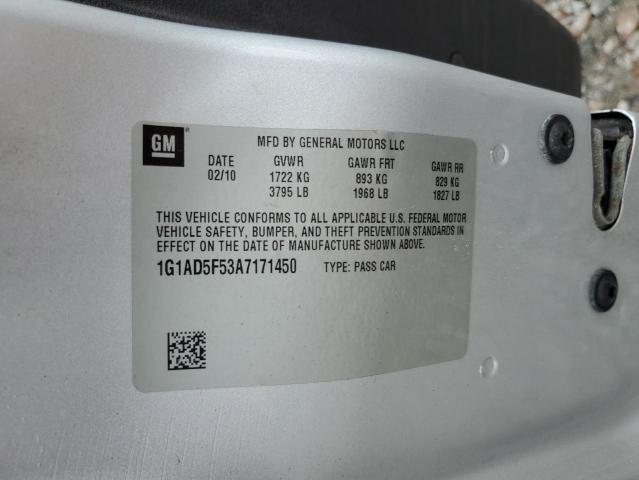 GM
MFD BY GENERAL MOTORS LLC
DATE GVWR GAWR FRT GAWR RR
02/10 1722 KG 893 KG 829 KG
3795 LB 1968 LB 1827 LB
THIS VEHICLE CONFORMS TO ALL APPLICABLE U.S. FEDERAL MOTOR
VEHICLE SAFETY, BUMPER, AND THEFT PREVENTION STANDARDS IN
EFFECT ON THE DATE OF MANUFACTURE SHOWN ABOVE.
1G1AD5F53A7171450 TYPE: PASS CAR